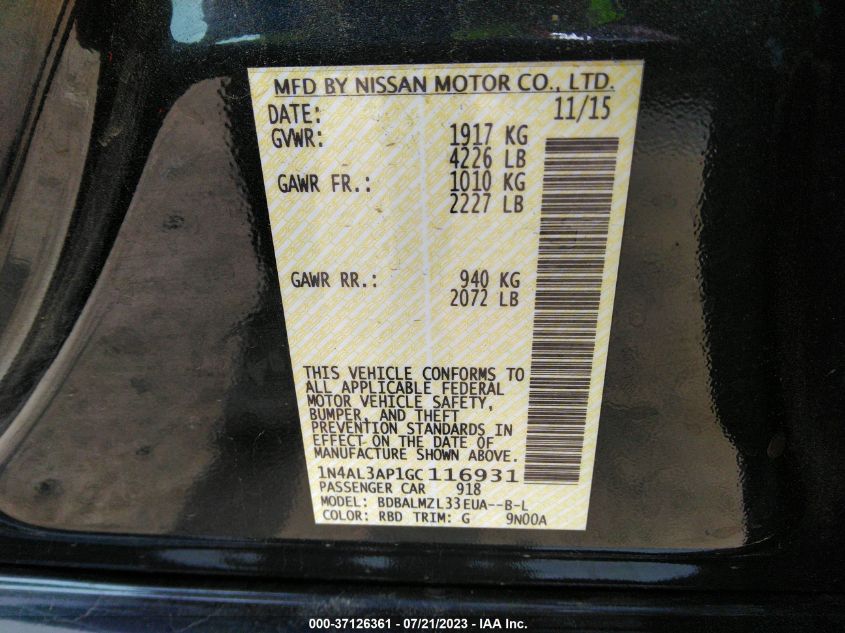 MFD BY NISSAN MOTOR CO., LTD.
DATE: 11/15
GVWR: 1917 KG
4226 LB
GAWR FR.: 1010 KG
2227 LB
GAWR RR.: 940 KG
2072 LB
THIS VEHICLE CONFORMS TO
ALL APPLICABLE FEDERAL
MOTOR VEHICLE SAFETY,
BUMPER, AND THEFT
PREVENTION STANDARDS IN
EFFECT ON THE DATE OF
MANUFACTURE SHOWN ABOVE.
1N4AL3AP1GC116931
PASSENGER CAR 918
MODEL: BDBALMZL33EUA--B-L
COLOR: RBD TRIM: G 9N00A
000-37126361 - 07/21/2023 - IAA Inc.